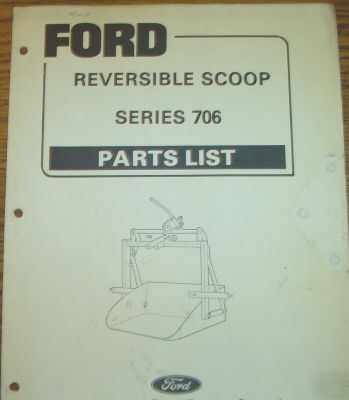 FORD
REVERSIBLE SCOOP
SERIES 706
PARTS LIST
Ford